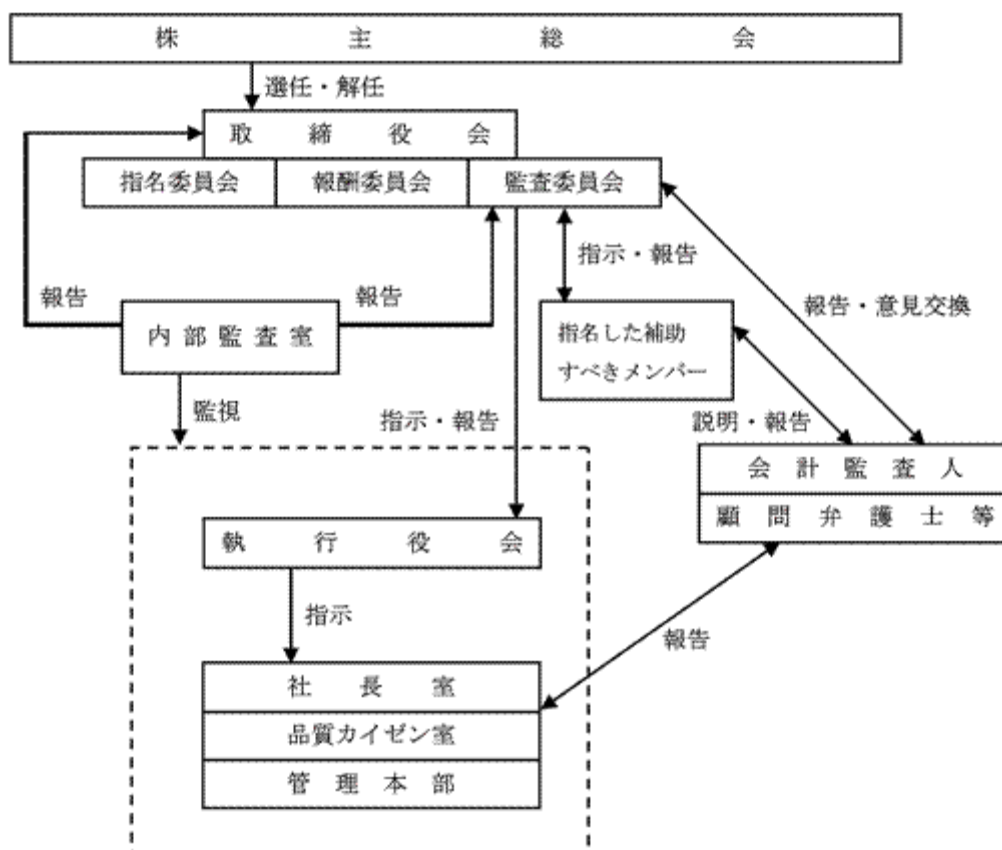 株主総会
選任・解任
取締役会
指名委員会
報酬委員会
監査委員会
指示・報告
報告
報告
報告・意見交換
内部監査室
指名した補助
すべきメンバー
監視
指示・報告
説明・報告
会計監査人
顧問弁護士等
執行役会
指示
報告
社長室
品質カイゼン室
管理本部